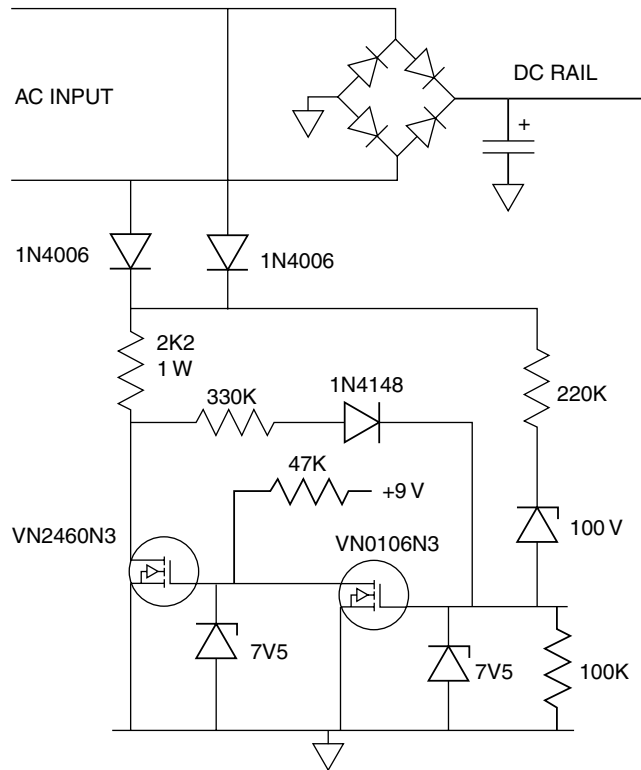 DC RAIL
AC INPUT
+
1N4006
1N4006
2K2
1 W
330K
1N4148
220K
47K
+9 V
100 V
VN2460N3
VN0106N3
7V5
7V5
100K